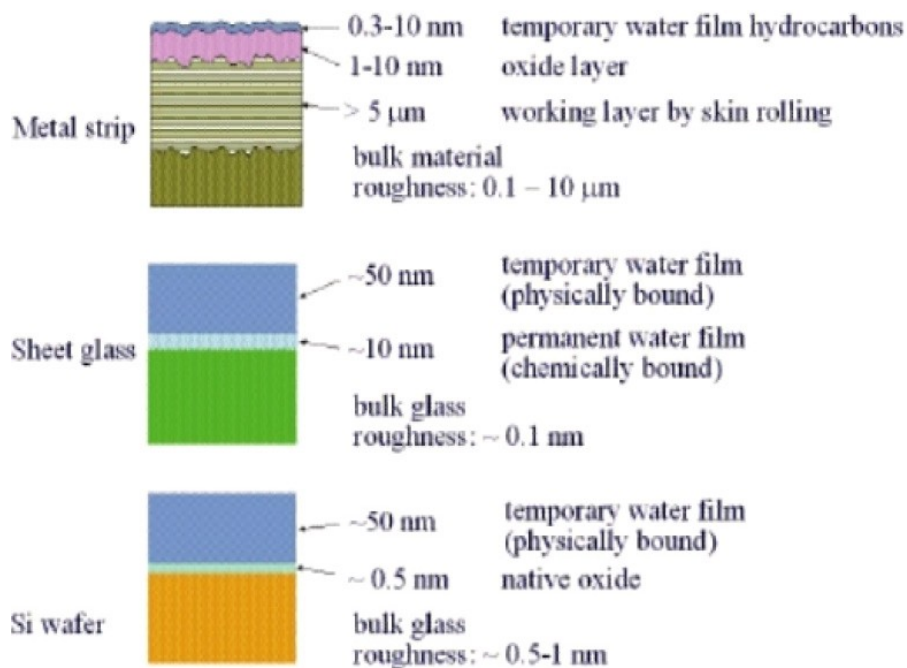 0.3-10 nm temporary water film hydrocarbons
1-10 nm oxide layer
> 5 μm working layer by skin rolling
Metal strip
bulk material
roughness: 0.1 – 10 μm
~50 nm temporary water film
(physically bound)
Sheet glass
~10 nm permanent water film
(chemically bound)
bulk glass
roughness: ~ 0.1 nm
~50 nm temporary water film
(physically bound)
~ 0.5 nm native oxide
Si wafer
bulk glass
roughness: ~ 0.5-1 nm